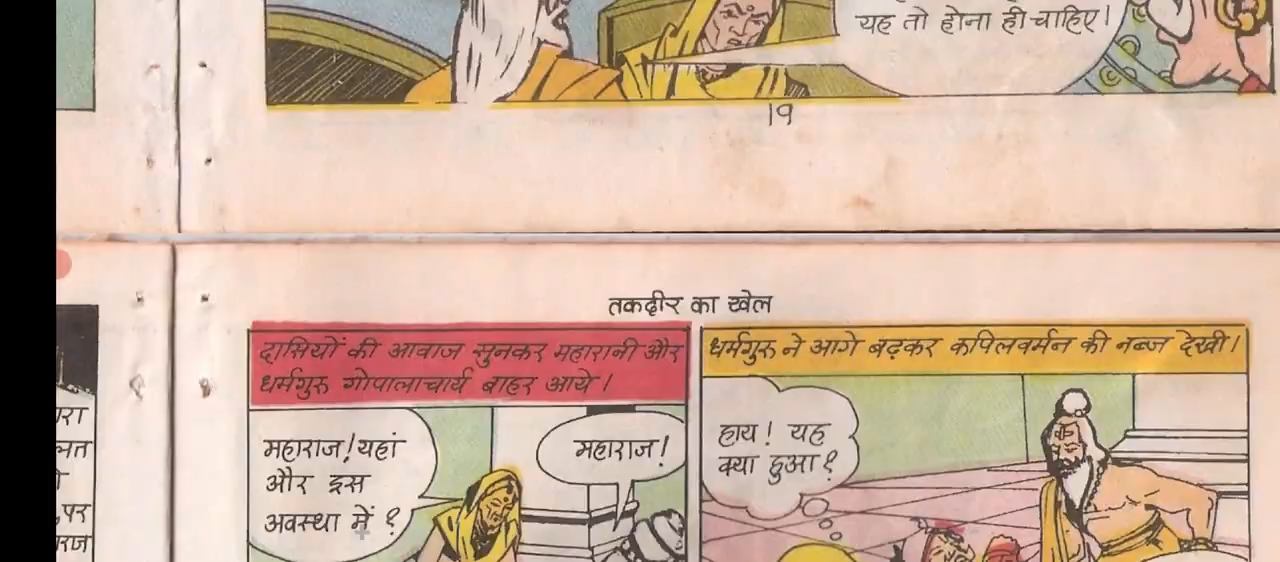 यह तो होना ही चाहिए।
19
तकदीर का खेल
दासियों की आवाज सुनकर महारानी और
धर्मगुरु गोपालाचार्य बाहर आये।
महाराज! यहां
और इस
अवस्था में?
महाराज!
धर्मगुरु ने आगे बढ़कर कपिलवर्मन की नब्ज देखी।
हाय! यह
क्या हुआ?
पर